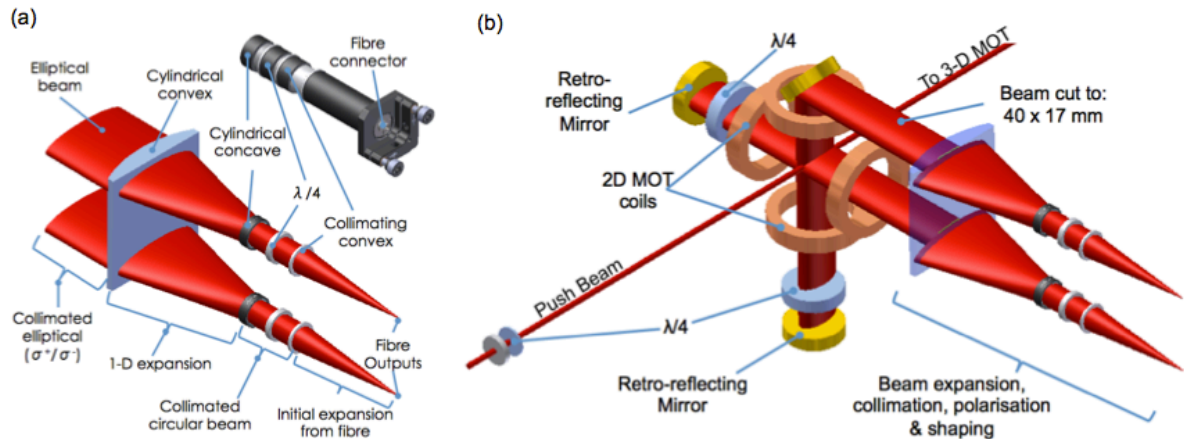 (a)
Elliptical
beam
Cylindrical
convex
Fibre
connector
Cylindrical
concave
λ/4
Collimating
convex
Collimated
elliptical
(σ⁺/σ⁻)
1-D expansion
Collimated
circular beam
Initial expansion
from fibre
Fibre
Outputs
(b)
λ/4
Retro-
reflecting
Mirror
To 3-D MOT
Beam cut to:
40 x 17 mm
2D MOT
coils
Push Beam
λ/4
Retro-reflecting
Mirror
Beam expansion,
collimation, polarisation
& shaping